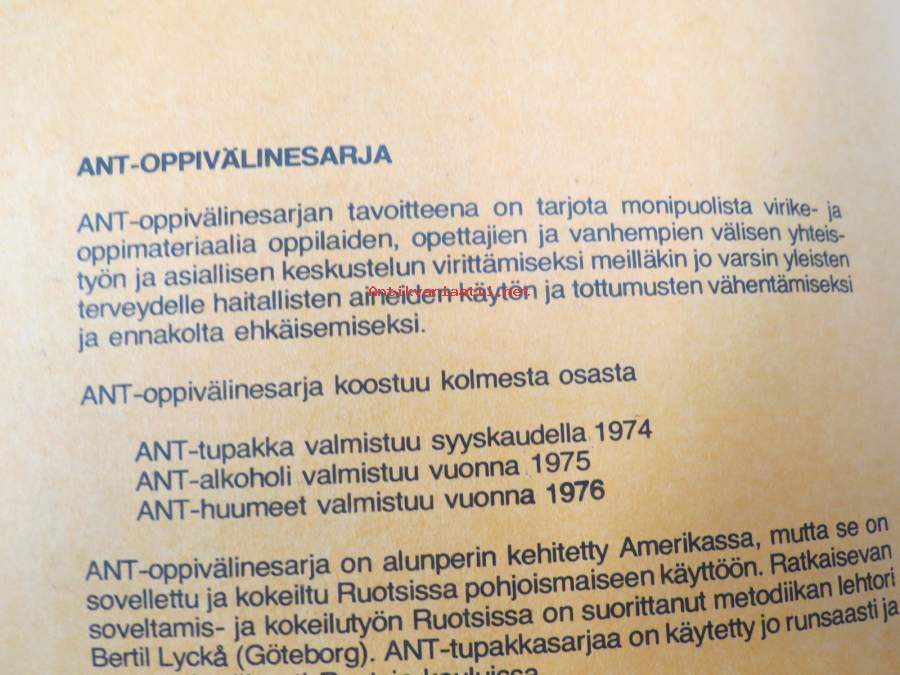 ANT-OPPIVÄLINESARJA
ANT-oppivälinesarjan tavoitteena on tarjota monipuolista virike- ja
oppimateriaalia oppilaiden, opettajien ja vanhempien välisen yhteis-
työn ja asiallisen keskustelun virittämiseksi meilläkin jo varsin yleisten
terveydelle haitallisten aineiden käytön ja tottumusten vähentämiseksi
Antikvariaatti.net
ja ennakolta ehkäisemiseksi.
ANT-oppivälinesarja koostuu kolmesta osasta
ANT-tupakka valmistuu syyskaudella 1974
ANT-alkoholi valmistuu vuonna 1975
ANT-huumeet valmistuu vuonna 1976
ANT-oppivälinesarja on alunperin kehitetty Amerikassa, mutta se on
sovellettu ja kokeiltu Ruotsissa pohjoismaiseen käyttöön. Ratkaisevan
soveltamis- ja kokeilutyön Ruotsissa on suorittanut metodiikan lehtori
Bertil Lyckå (Göteborg). ANT-tupakkasarjaa on käytetty jo runsaasti ja